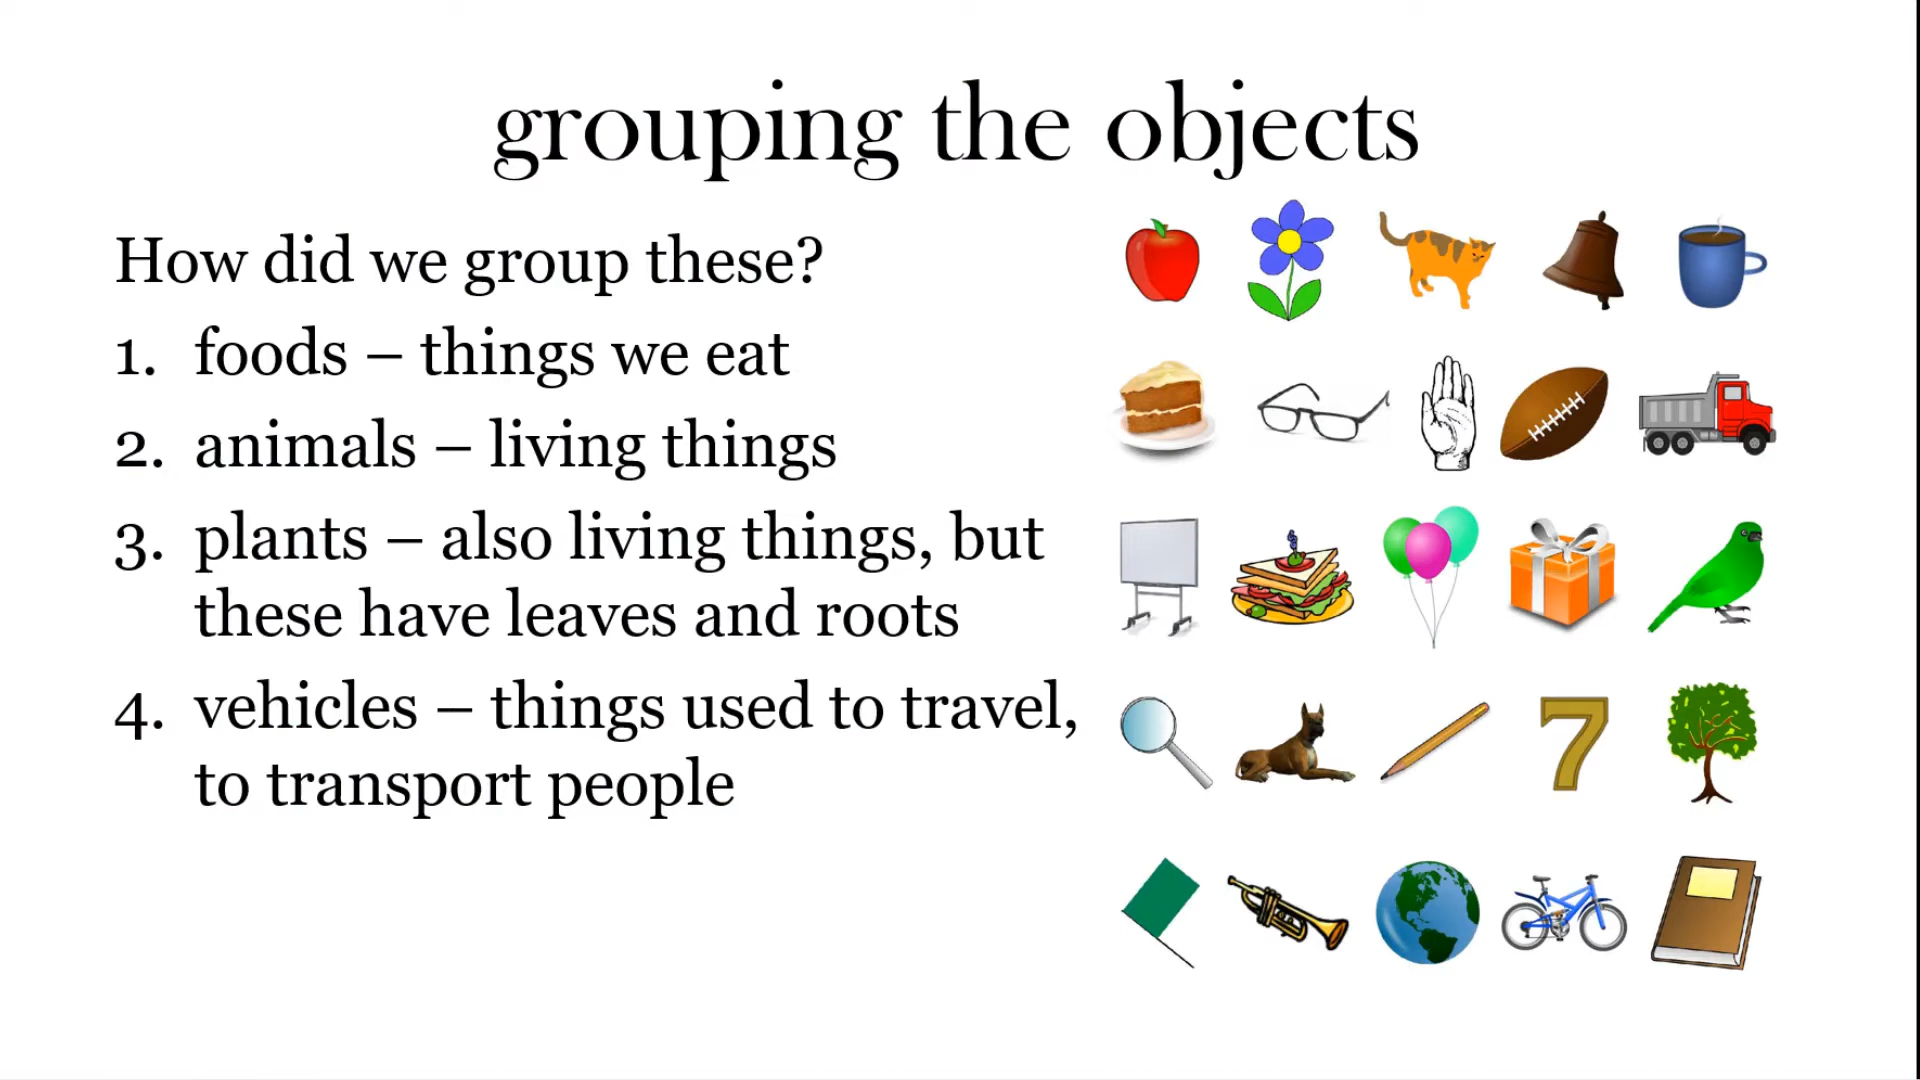 grouping the objects
How did we group these?
1. foods – things we eat
2. animals – living things
3. plants – also living things, but
these have leaves and roots
4. vehicles – things used to travel,
to transport people
7